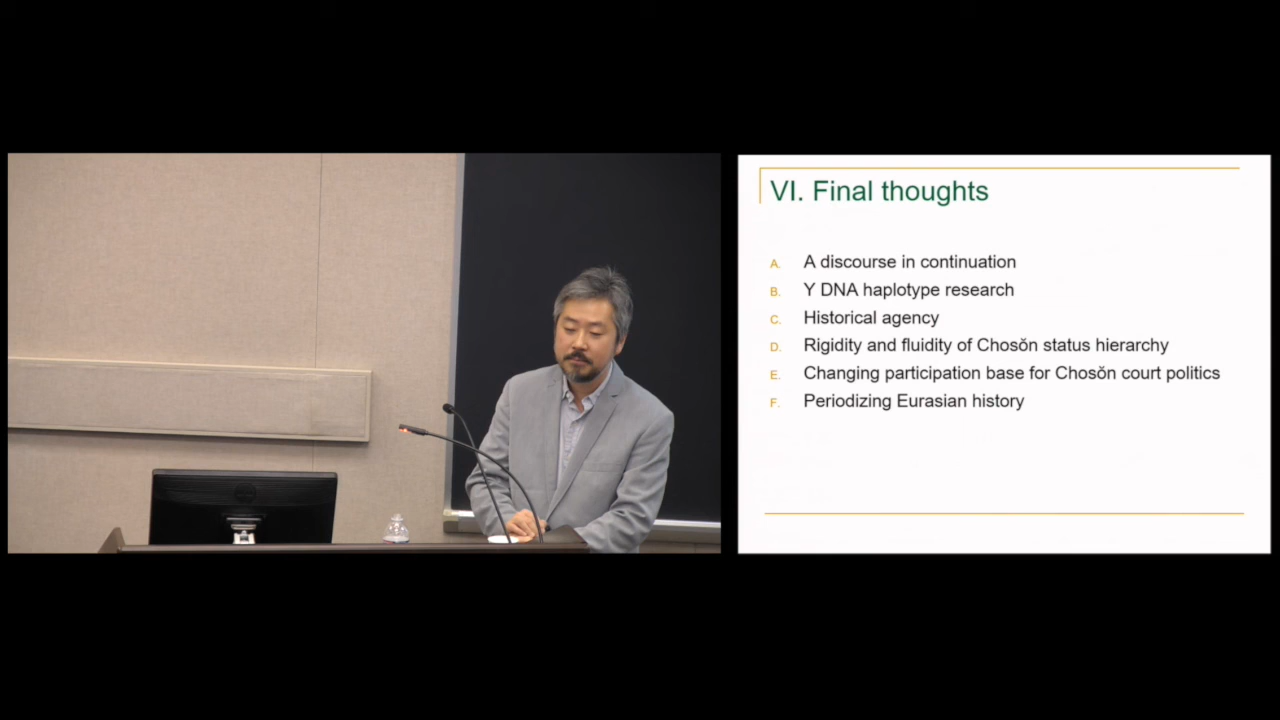 VI. Final thoughts
A. A discourse in continuation
B. Y DNA haplotype research
C. Historical agency
D. Rigidity and fluidity of Chosŏn status hierarchy
E. Changing participation base for Chosŏn court politics
F. Periodizing Eurasian history